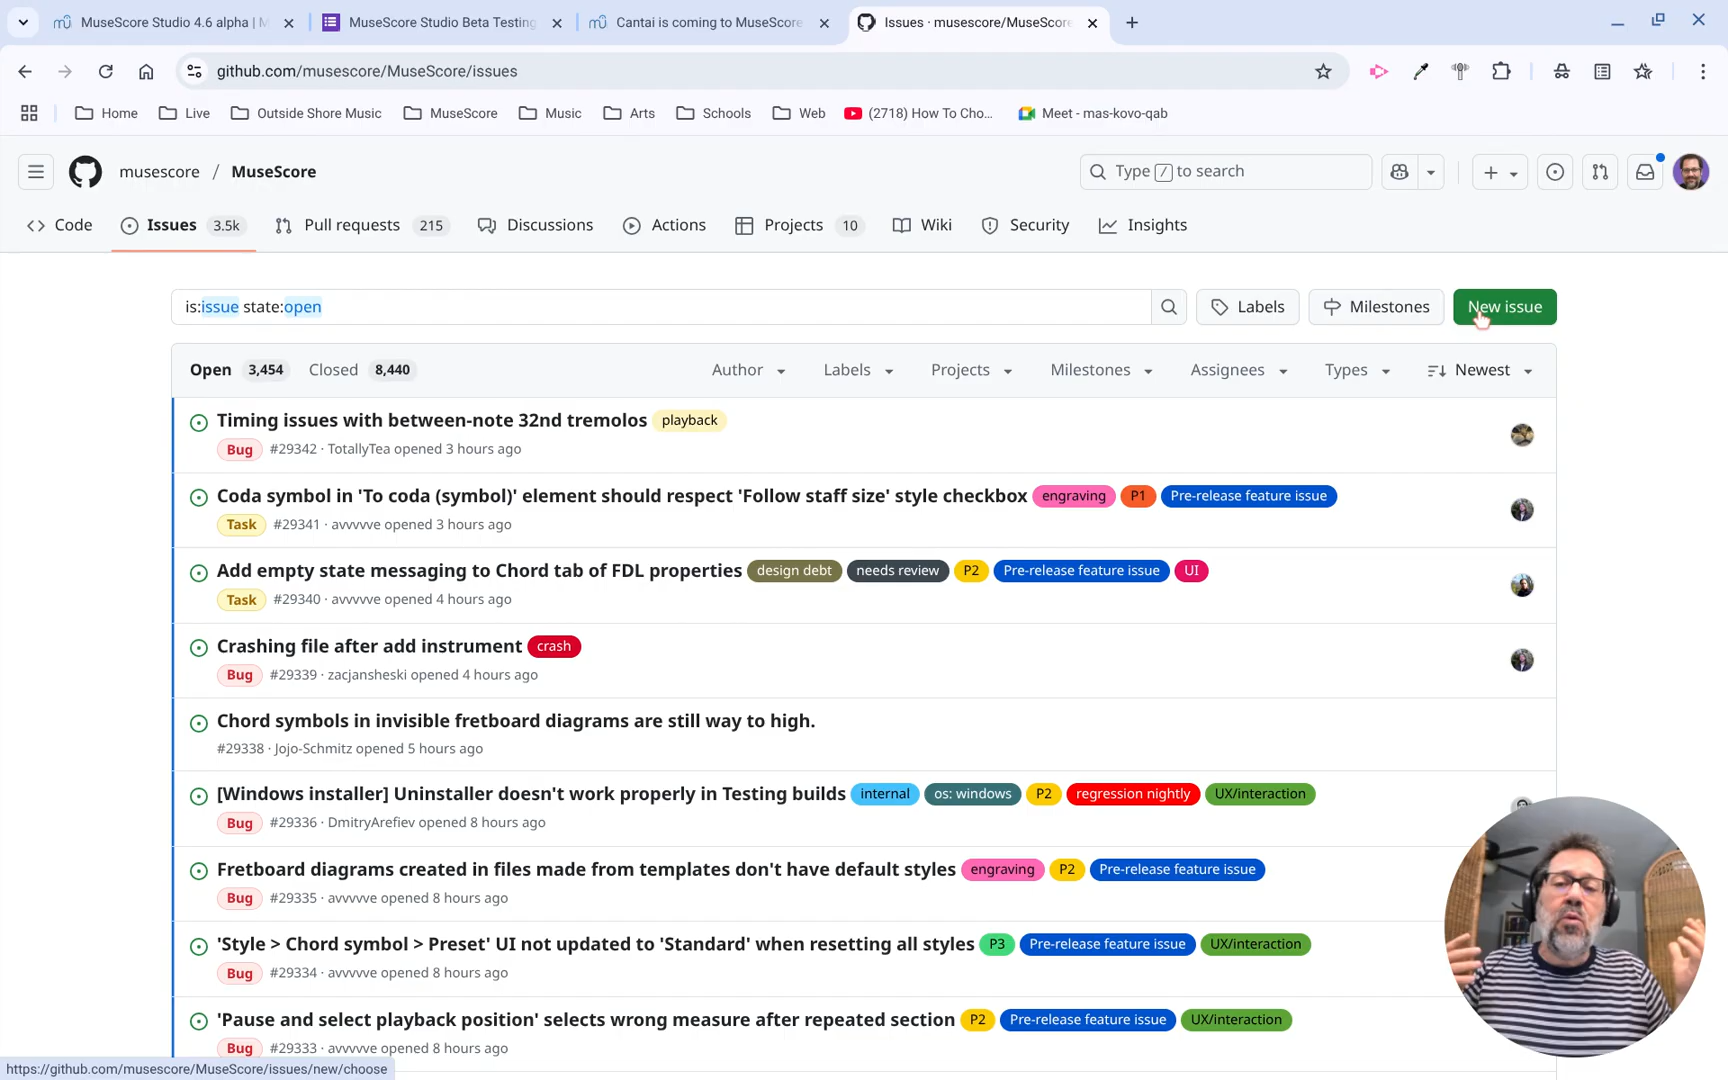 MuseScore Studio 4.6 alpha | M
MuseScore Studio Beta Testing
Cantai is coming to MuseScore
Issues · musescore/MuseScore
github.com/musescore/MuseScore/issues
Home
Live
Outside Shore Music
MuseScore
Music
Arts
Schools
Web
(2718) How To Cho...
Meet - mas-kovo-qab
musescore / MuseScore
Type / to search
Code
Issues 3.5k
Pull requests 215
Discussions
Actions
Projects 10
Wiki
Security
Insights
is:issue state:open
Labels
Milestones
New issue
Open 3,454
Closed 8,440
Author
Labels
Projects
Milestones
Assignees
Types
Newest
Timing issues with between-note 32nd tremolos playback
Bug #29342 · TotallyTea opened 3 hours ago
Coda symbol in 'To coda (symbol)' element should respect 'Follow staff size' style checkbox engraving P1 Pre-release feature issue
Task #29341 · avvvvve opened 3 hours ago
Add empty state messaging to Chord tab of FDL properties design debt needs review P2 Pre-release feature issue UI
Task #29340 · avvvvve opened 4 hours ago
Crashing file after add instrument crash
Bug #29339 · zacjansheski opened 4 hours ago
Chord symbols in invisible fretboard diagrams are still way to high.
#29338 · Jojo-Schmitz opened 5 hours ago
[Windows installer] Uninstaller doesn't work properly in Testing builds internal os: windows P2 regression nightly UX/interaction
Bug #29336 · DmitryArefiev opened 8 hours ago
Fretboard diagrams created in files made from templates don't have default styles engraving P2 Pre-release feature issue
Bug #29335 · avvvvve opened 8 hours ago
'Style > Chord symbol > Preset' UI not updated to 'Standard' when resetting all styles P3 Pre-release feature issue UX/interaction
Bug #29334 · avvvvve opened 8 hours ago
'Pause and select playback position' selects wrong measure after repeated section P2 Pre-release feature issue UX/interaction
Bug #29333 · avvvvve opened 8 hours ago
https://github.com/musescore/MuseScore/issues/new/choose